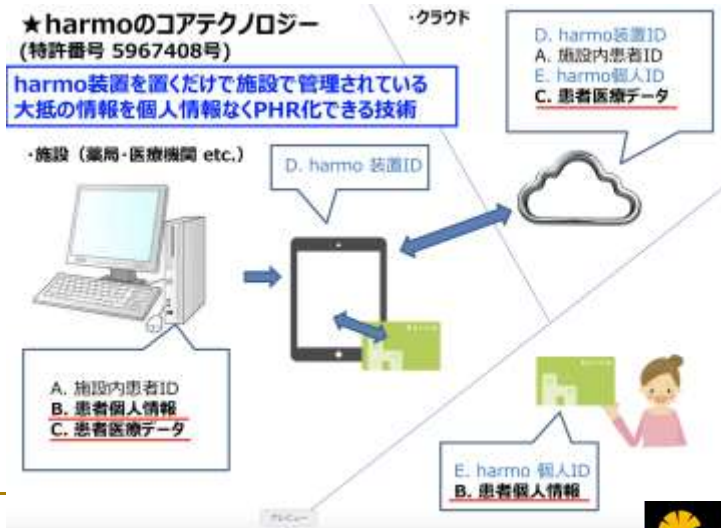 ★harmoのコアテクノロジー
(特許番号 5967408号)
harmo装置を置くだけで施設で管理されている
大抵の情報を個人情報なくPHR化できる技術
・クラウド
D. harmo装置ID
A. 施設内患者ID
E. harmo個人ID
C. 患者医療データ
・施設（薬局・医療機関 etc.）
D. harmo 装置ID
A. 施設内患者ID
B. 患者個人情報
C. 患者医療データ
E. harmo 個人ID
B. 患者個人情報
プレビュー